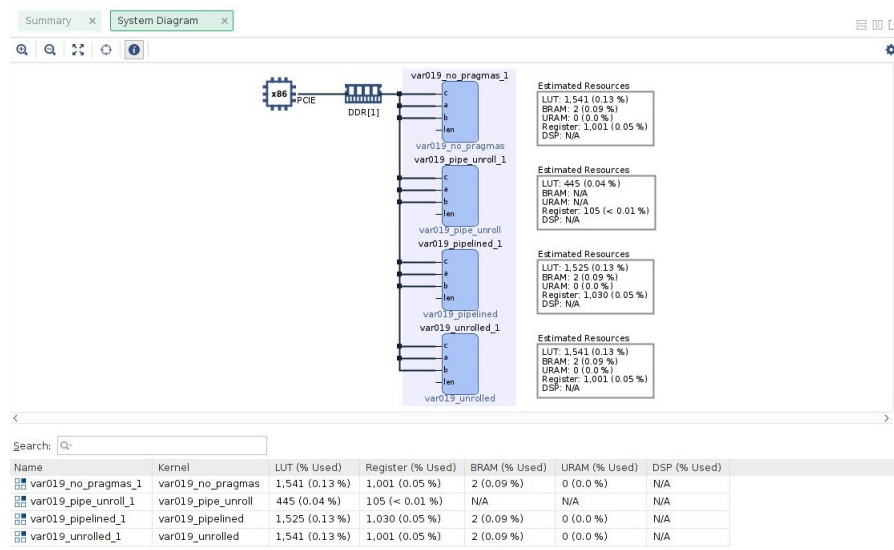 Summary ×
System Diagram ×
x86
PCIE
DDR[1]
var019_no_pragmas_1
c
a
b
len
var019_no_pragmas
Estimated Resources
LUT: 1,541 (0.13 %)
BRAM: 2 (0.09 %)
URAM: 0 (0.0 %)
Register: 1,001 (0.05 %)
DSP: N/A
var019_pipe_unroll_1
c
a
b
len
var019_pipe_unroll
Estimated Resources
LUT: 445 (0.04 %)
BRAM: N/A
URAM: N/A
Register: 105 (< 0.01 %)
DSP: N/A
var019_pipelined_1
c
a
b
len
var019_pipelined
Estimated Resources
LUT: 1,525 (0.13 %)
BRAM: 2 (0.09 %)
URAM: 0 (0.0 %)
Register: 1,030 (0.05 %)
DSP: N/A
var019_unrolled_1
c
a
b
len
var019_unrolled
Estimated Resources
LUT: 1,541 (0.13 %)
BRAM: 2 (0.09 %)
URAM: 0 (0.0 %)
Register: 1,001 (0.05 %)
DSP: N/A
Search:
Name Kernel LUT (% Used) Register (% Used) BRAM (% Used) URAM (% Used) DSP (% Used)
var019_no_pragmas_1 var019_no_pragmas 1,541 (0.13 %) 1,001 (0.05 %) 2 (0.09 %) 0 (0.0 %) N/A
var019_pipe_unroll_1 var019_pipe_unroll 445 (0.04 %) 105 (< 0.01 %) N/A N/A N/A
var019_pipelined_1 var019_pipelined 1,525 (0.13 %) 1,030 (0.05 %) 2 (0.09 %) 0 (0.0 %) N/A
var019_unrolled_1 var019_unrolled 1,541 (0.13 %) 1,001 (0.05 %) 2 (0.09 %) 0 (0.0 %) N/A